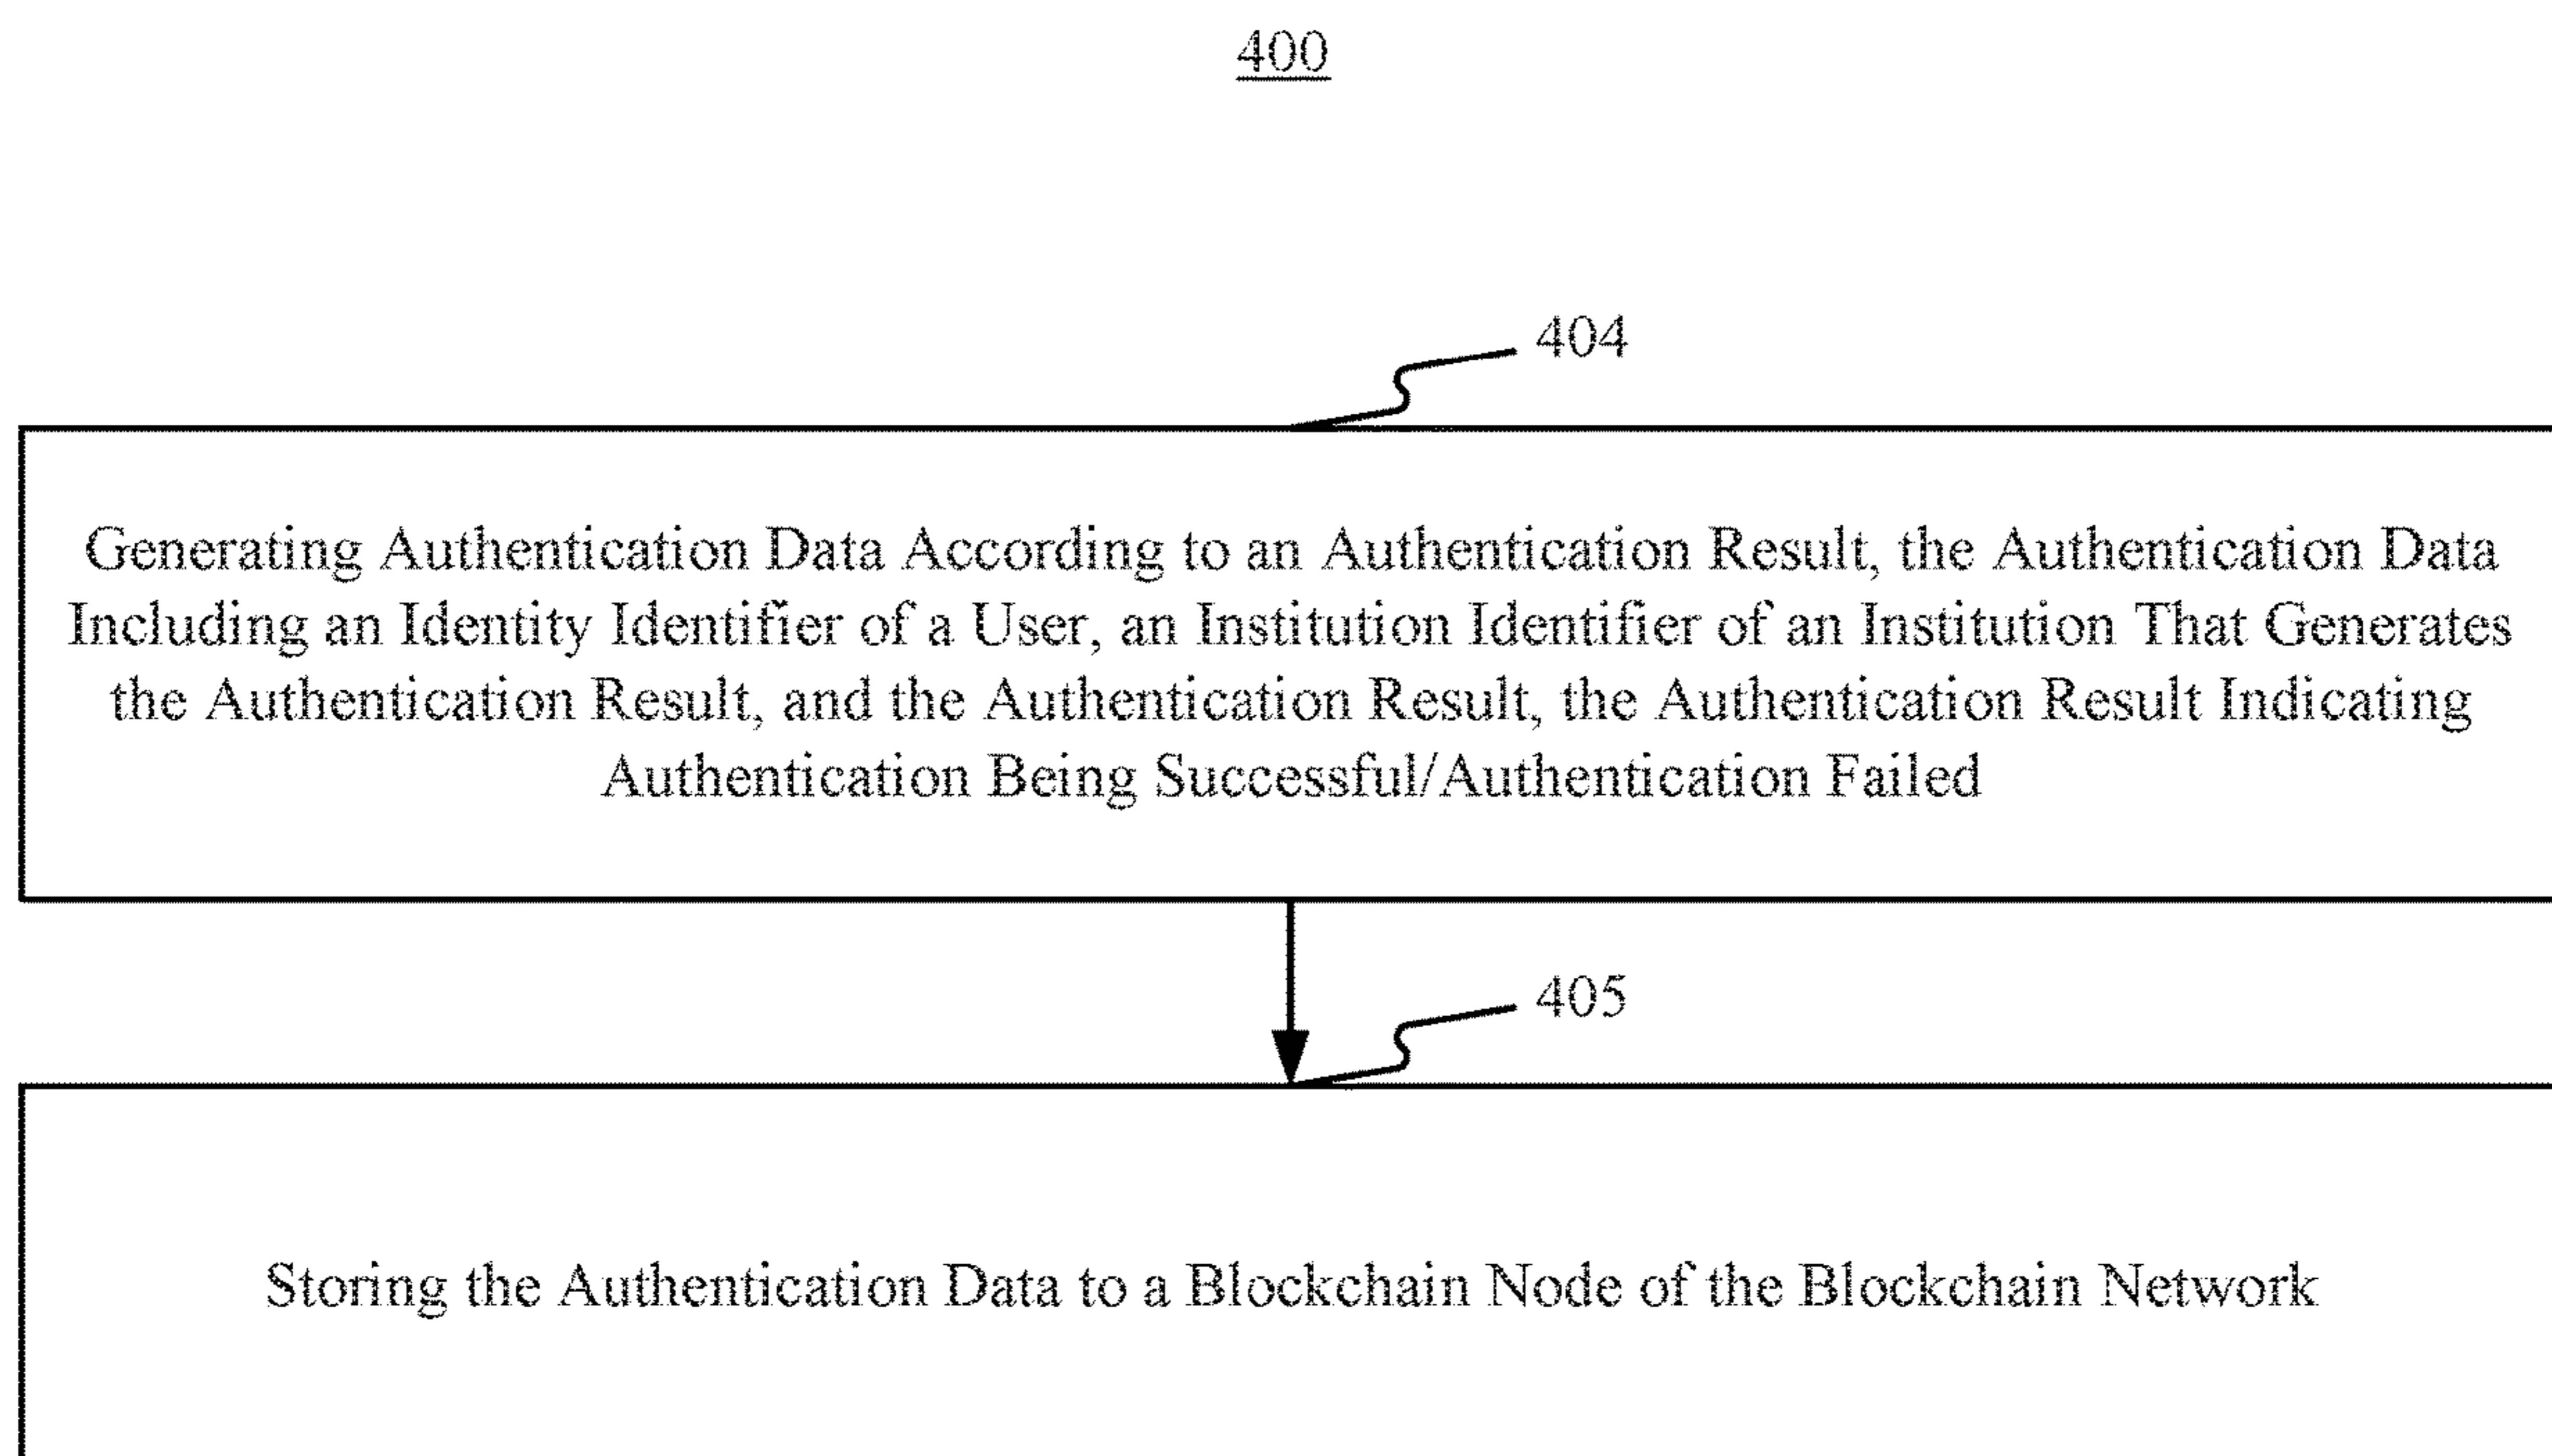 400
404
Generating Authentication Data According to an Authentication Result, the Authentication Data
Including an Identity Identifier of a User, an Institution Identifier of an Institution That Generates
the Authentication Result, and the Authentication Result, the Authentication Result Indicating
Authentication Being Successful/Authentication Failed
405
Storing the Authentication Data to a Blockchain Node of the Blockchain Network